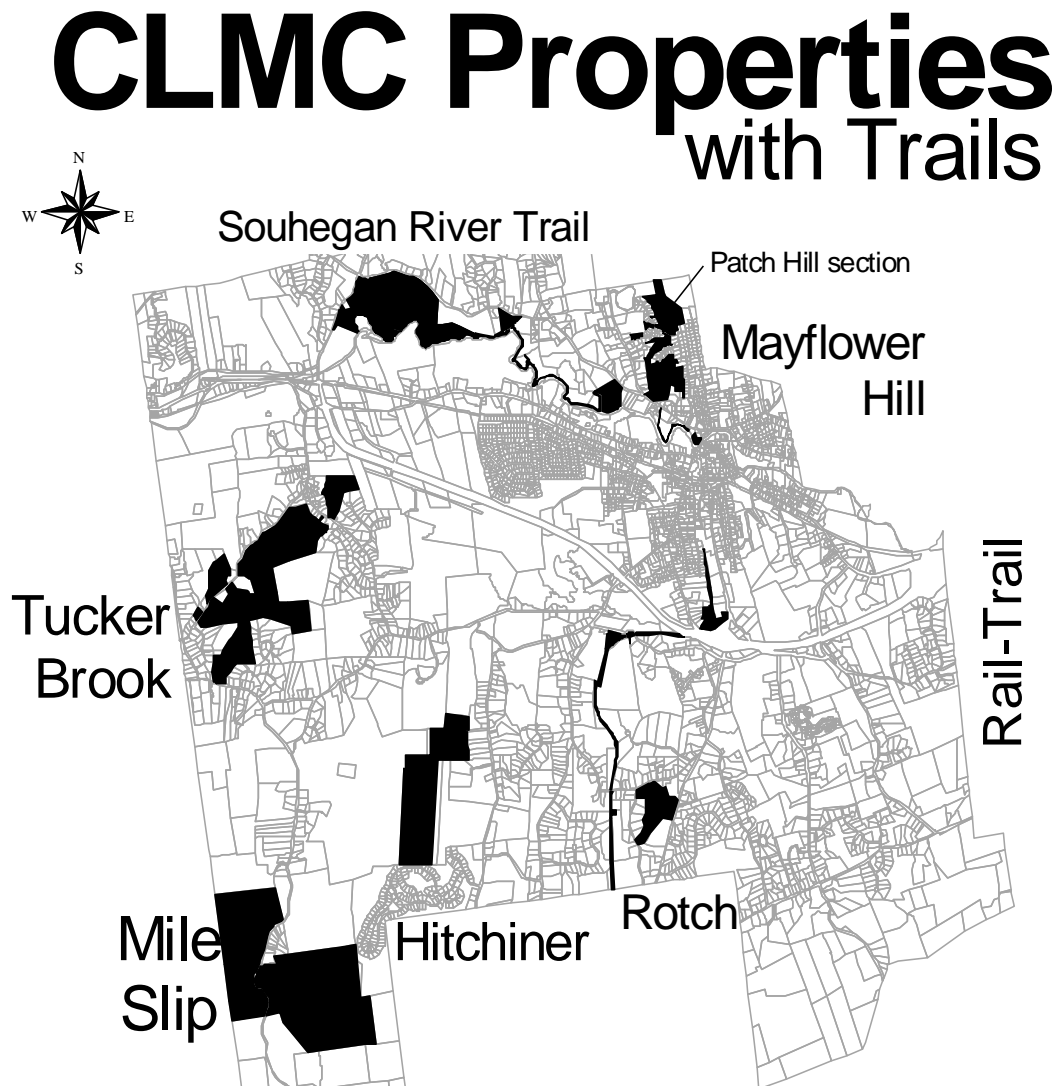 CLMC Properties
with Trails
N
W
E
S
Souhegan River Trail
Patch Hill section
Mayflower
Hill
Rail-Trail
Tucker
Brook
Rotch
Mile
Slip
Hitchiner